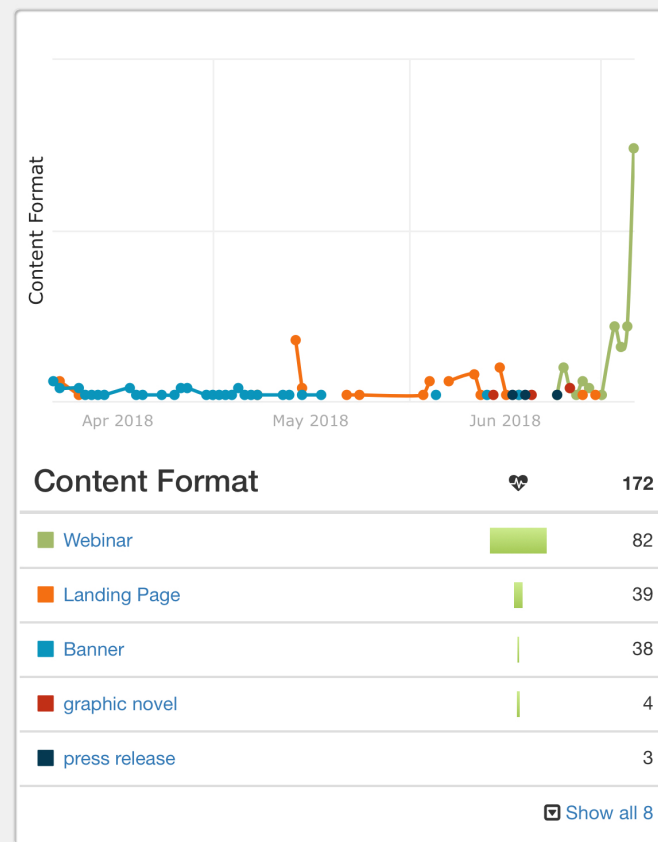 Content Format
Apr 2018 May 2018 Jun 2018
Content Format 172
Webinar 82
Landing Page 39
Banner 38
graphic novel 4
press release 3
Show all 8